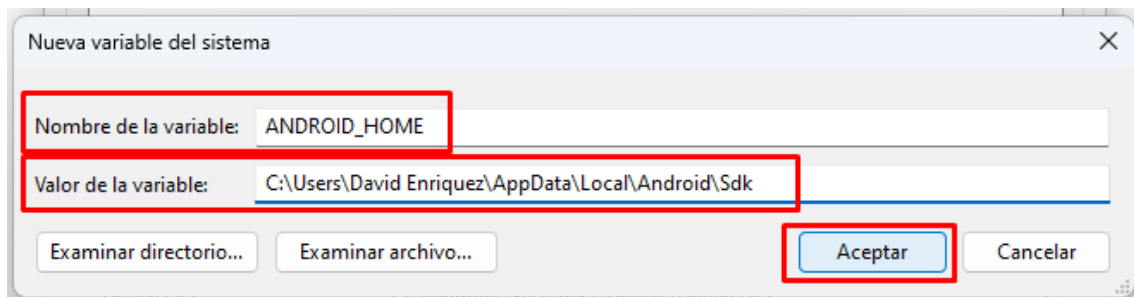 Nueva variable del sistema
Nombre de la variable: ANDROID_HOME
Valor de la variable: C:\Users\David Enriquez\AppData\Local\Android\Sdk
Examinar directorio... Examinar archivo... Aceptar Cancelar